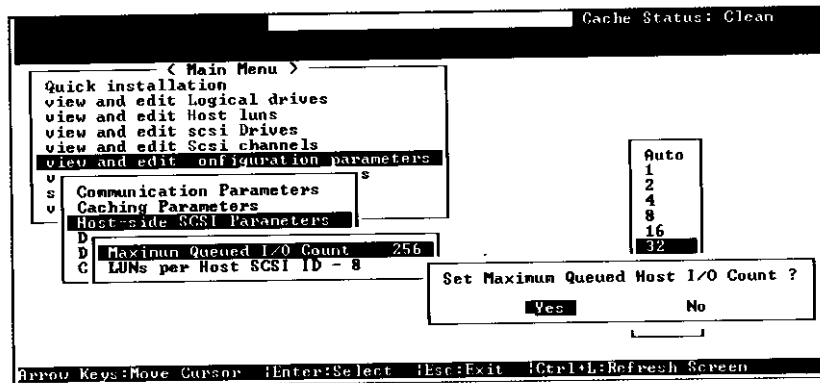 Cache Status: Clean
< Main Menu >
Quick installation
view and edit Logical drives
view and edit Host luns
view and edit scsi Drives
view and edit Scsi channels
view and edit onfiguration parameters
v s
s
v
Communication Parameters
Caching Parameters
Host-side SCSI Parameters
D
D
C
Maximun Queued I/O Count 256
LUNs per Host SCSI ID - 8
Auto
1
2
4
8
16
32
Set Maximum Queued Host I/O Count ?
Yes No
Arrow Keys:Move Cursor |Enter:Select |Esc:Exit |Ctrl+L:Refresh Screen